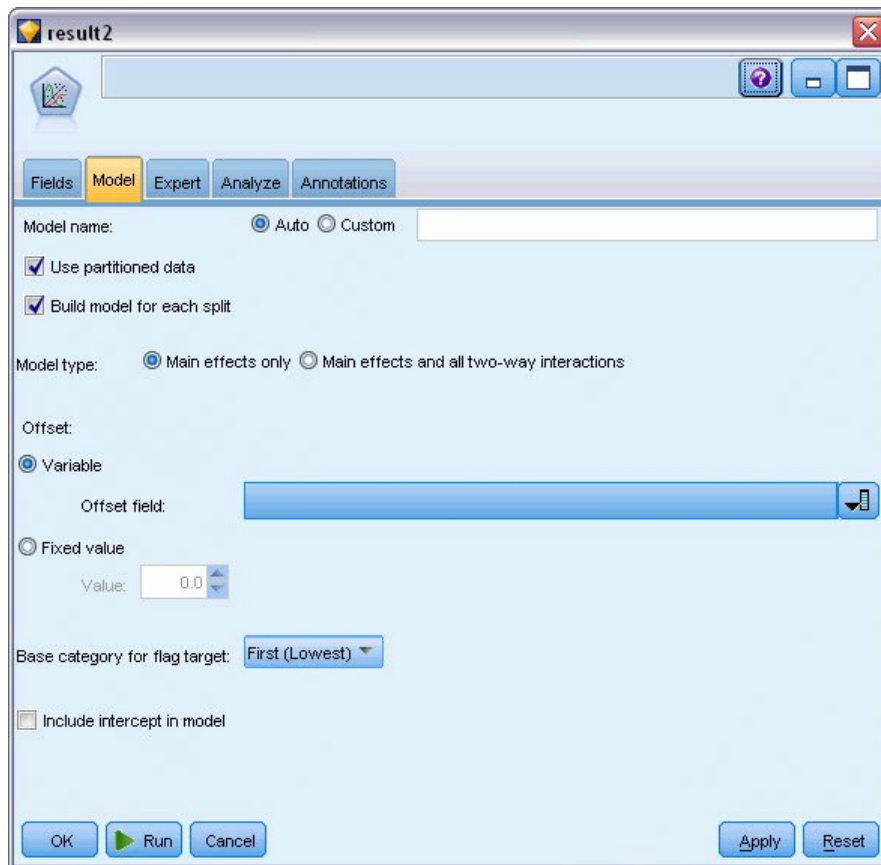 result2
Fields Model Expert Analyze Annotations
Model name: Auto Custom
Use partitioned data
Build model for each split
Model type: Main effects only Main effects and all two-way interactions
Offset:
Variable
Offset field:
Fixed value
Value: 0.0
Base category for flag target: First (Lowest)
Include intercept in model
OK Run Cancel Apply Reset